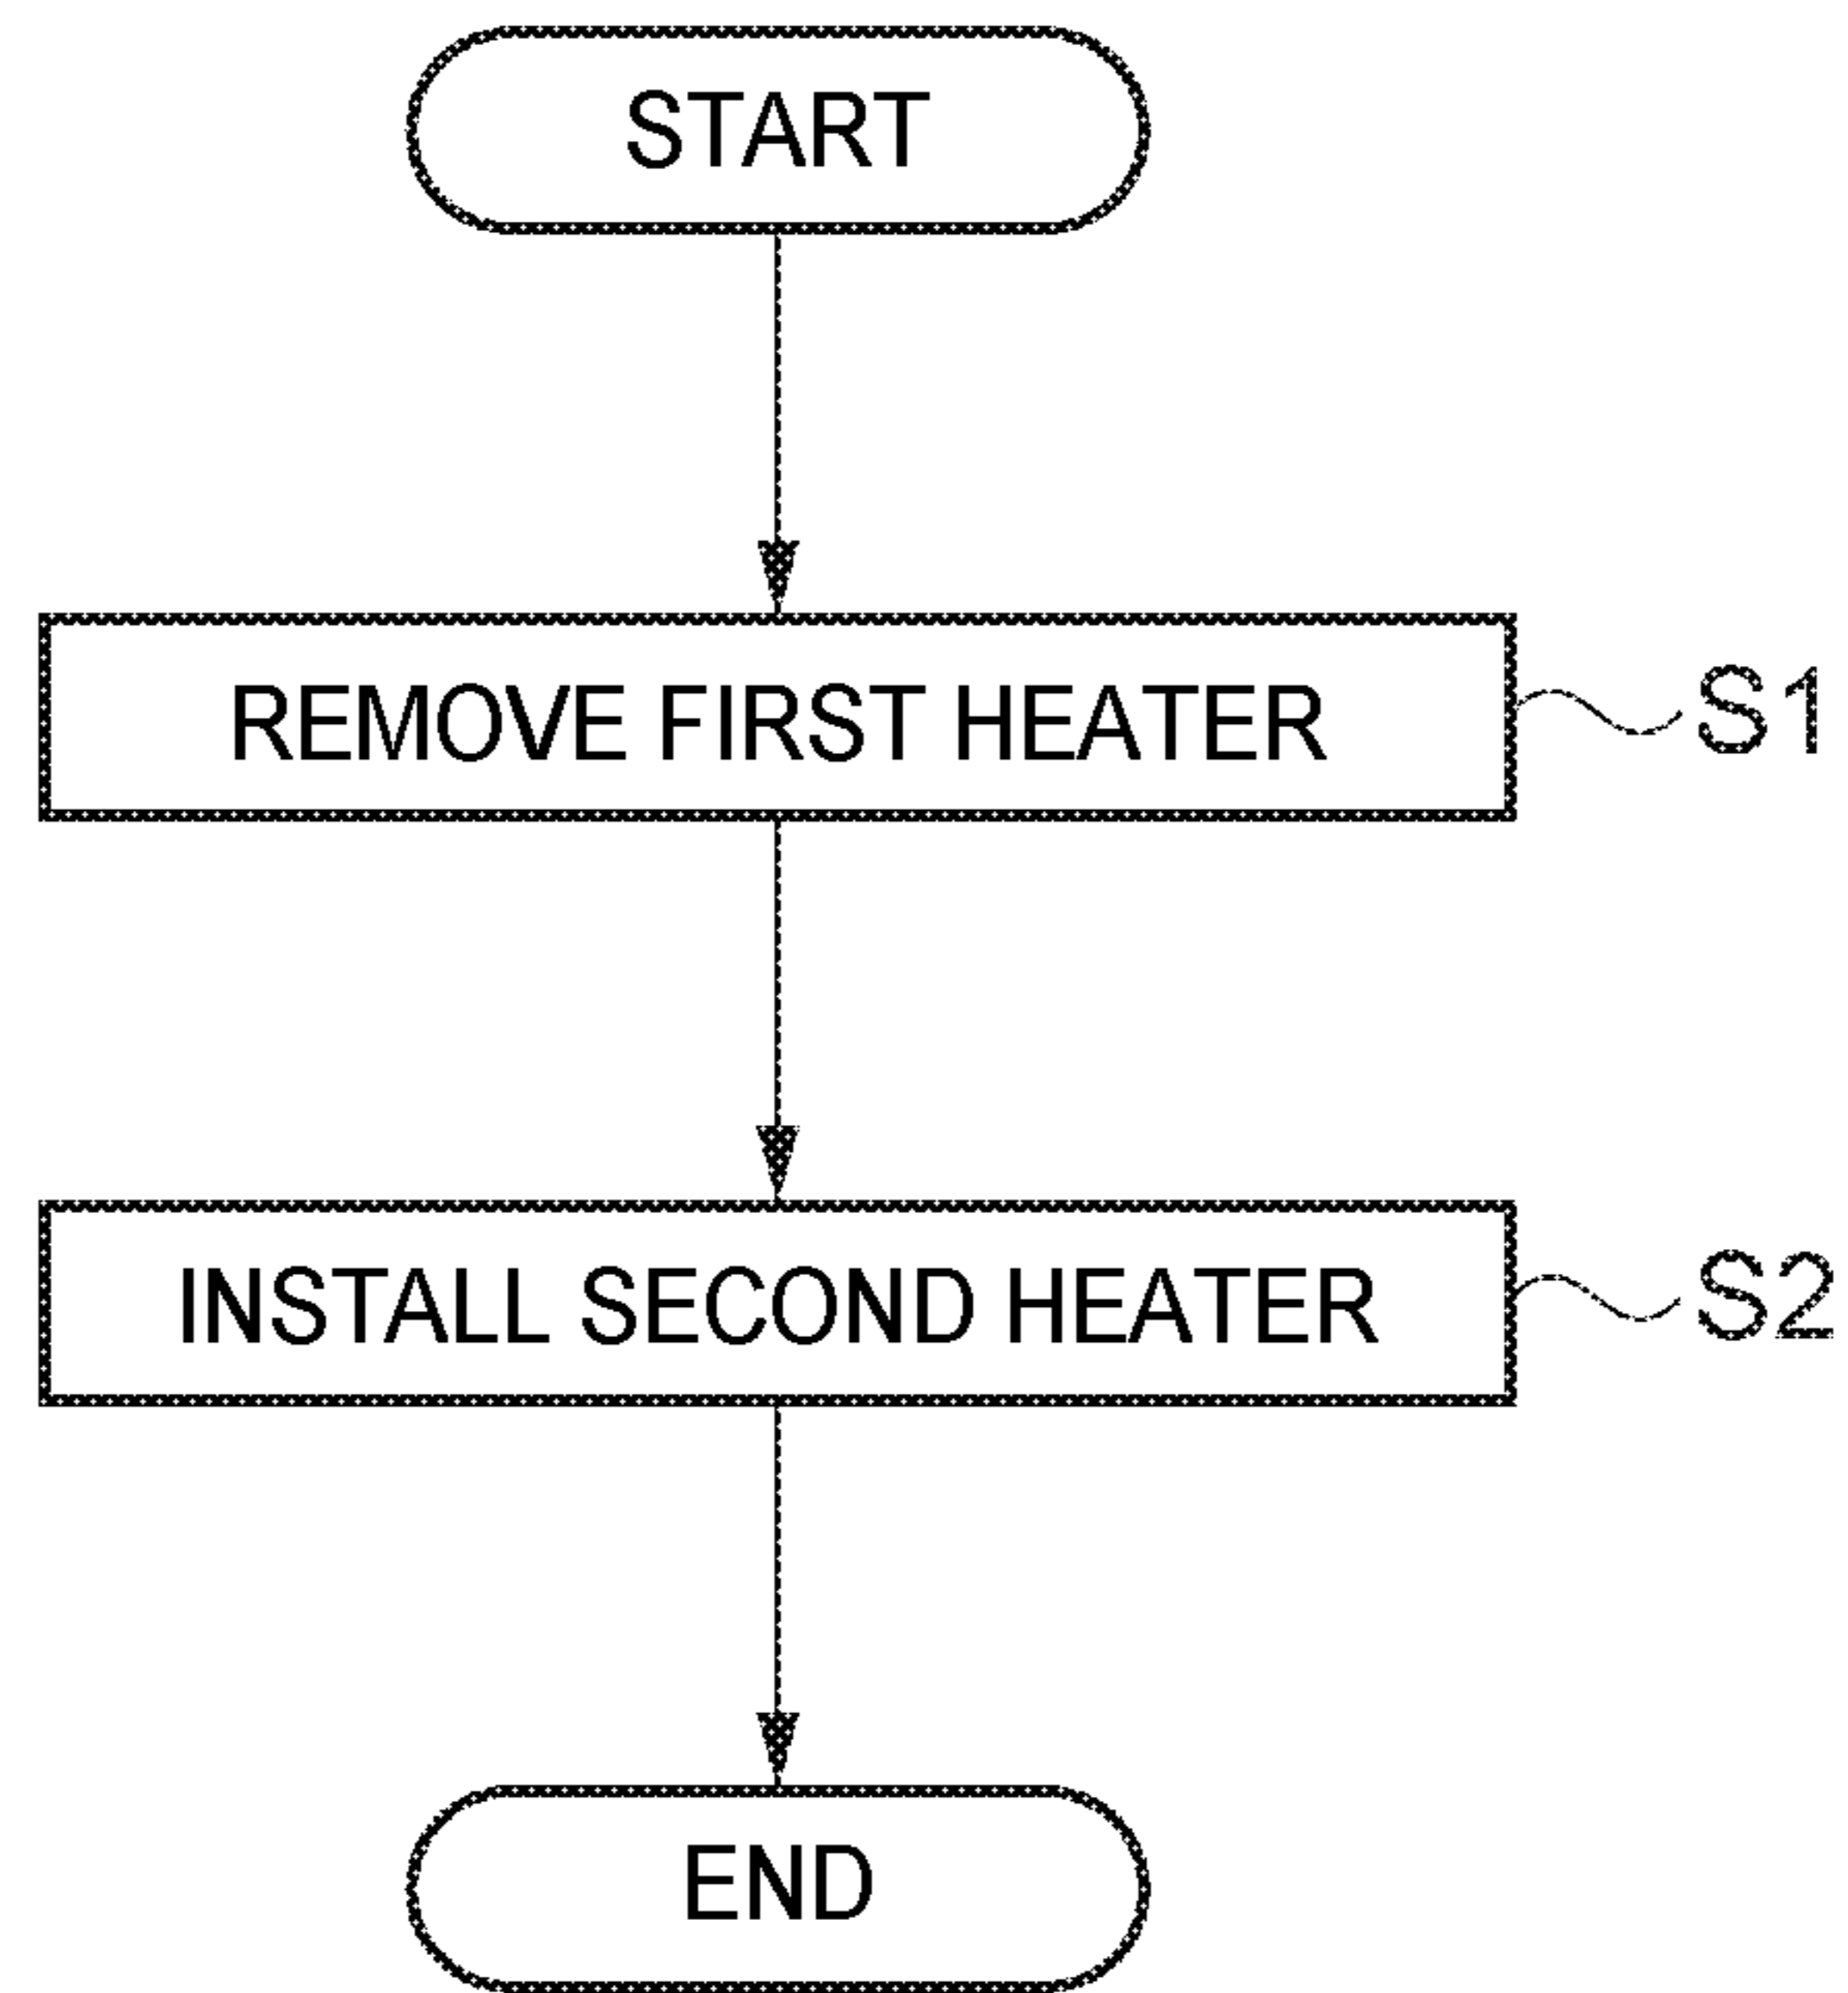 START
REMOVE FIRST HEATER
S1
INSTALL SECOND HEATER
S2
END